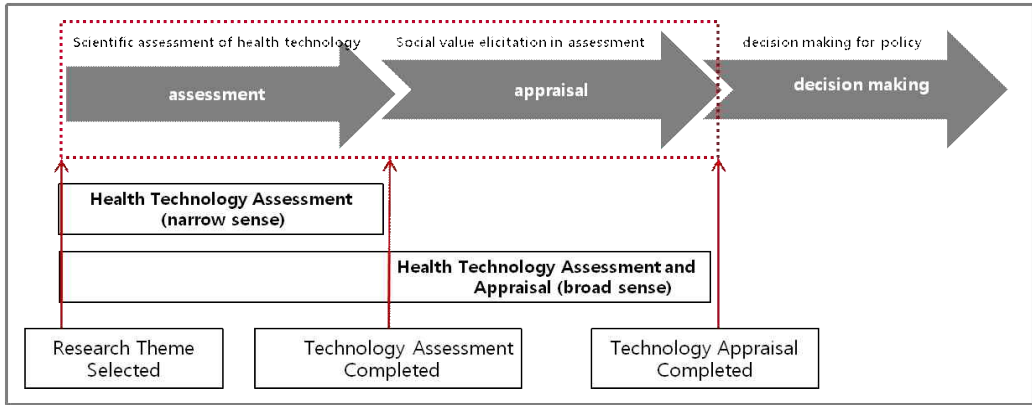 Scientific assessment of health technology
Social value elicitation in assessment
decision making for policy
assessment
appraisal
decision making
Health Technology Assessment
(narrow sense)
Health Technology Assessment and
Appraisal (broad sense)
Research Theme
Selected
Technology Assessment
Completed
Technology Appraisal
Completed